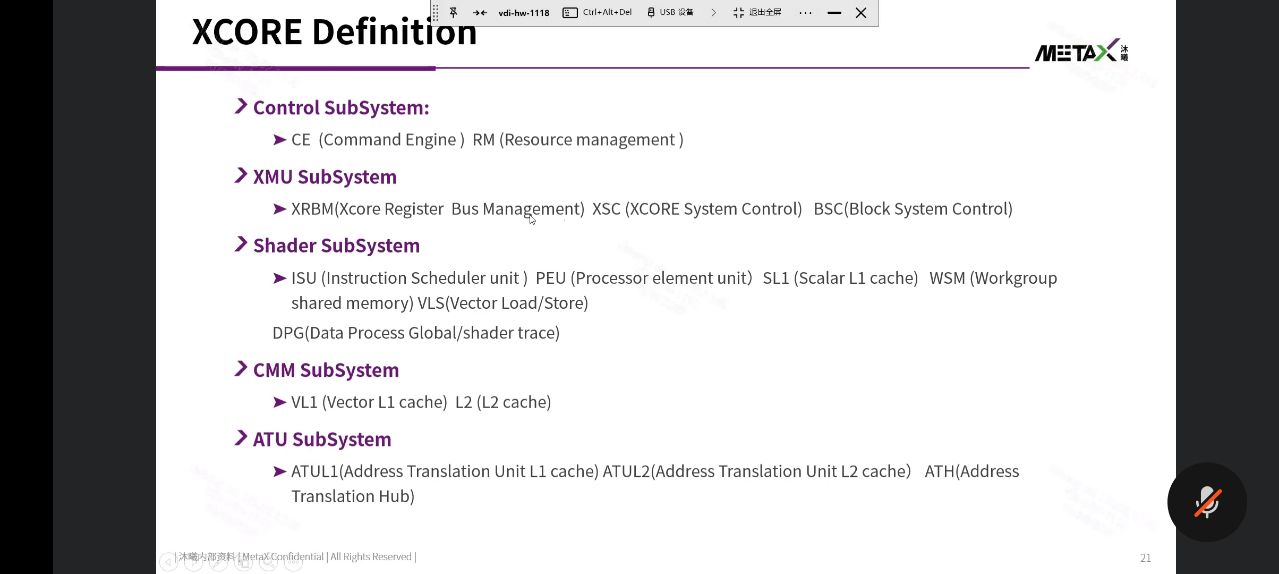 vdi-hw-1118 Ctrl+Alt+Del USB 设备 退出全屏
XCORE Definition
METAX 沐曦
Control SubSystem:
CE (Command Engine ) RM (Resource management )
XMU SubSystem
XRBM(Xcore Register Bus Management) XSC (XCORE System Control) BSC(Block System Control)
Shader SubSystem
ISU (Instruction Scheduler unit ) PEU (Processor element unit） SL1 (Scalar L1 cache) WSM (Workgroup
shared memory) VLS(Vector Load/Store)
DPG(Data Process Global/shader trace)
CMM SubSystem
VL1 (Vector L1 cache) L2 (L2 cache)
ATU SubSystem
ATUL1(Address Translation Unit L1 cache) ATUL2(Address Translation Unit L2 cache） ATH(Address
Translation Hub)
| 沐曦内部资料 | MetaX Confidential | All Rights Reserved |
21